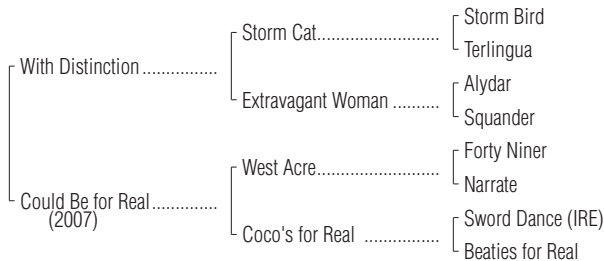 With Distinction...............
Could Be for Real..............
(2007)
Storm Cat..........................
Extravagant Woman ..........
West Acre..........................
Coco's for Real ................
Storm Bird
Terlingua
Alydar
Squander
Forty Niner
Narrate
Sword Dance (IRE)
Beaties for Real